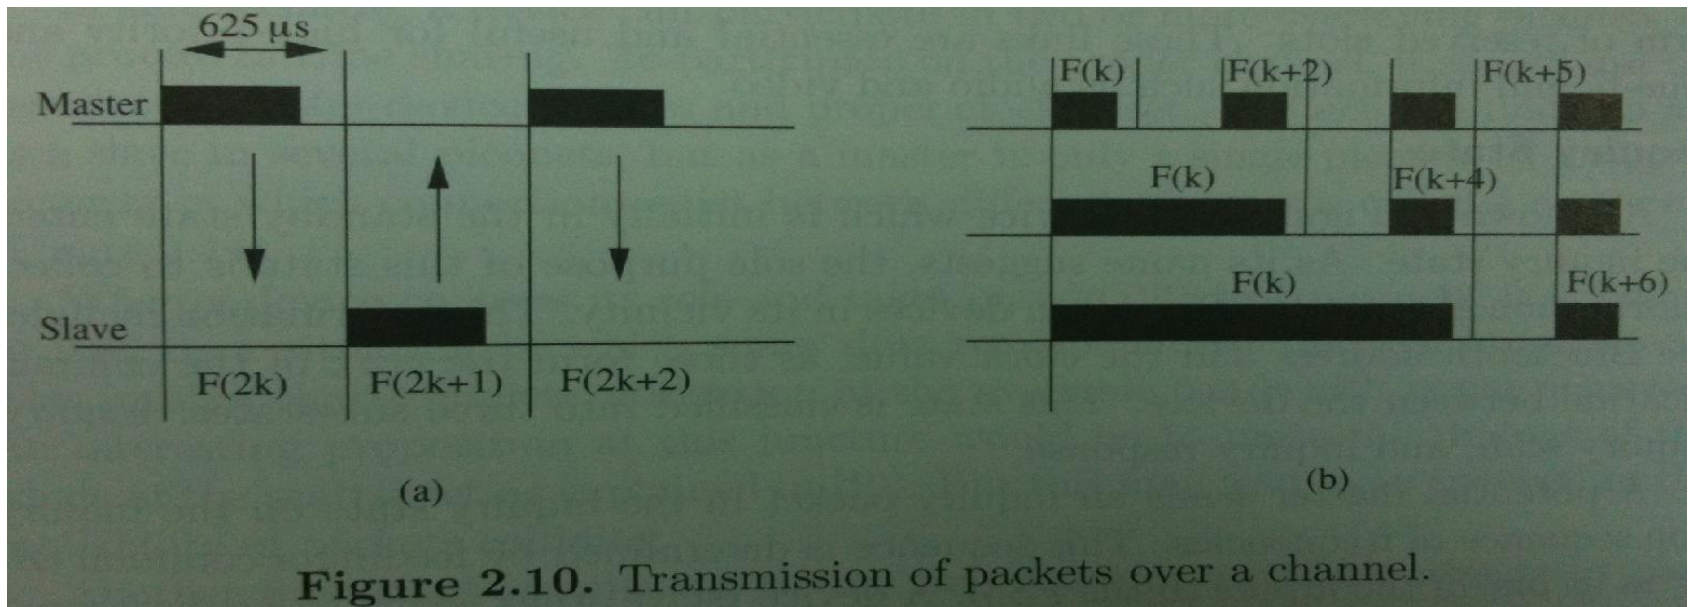 625 μs
Master
Slave
F(2k)
F(2k+1)
F(2k+2)
(a)
F(k)
F(k+2)
F(k+5)
F(k)
F(k+4)
F(k)
F(k+6)
(b)
Figure 2.10. Transmission of packets over a channel.